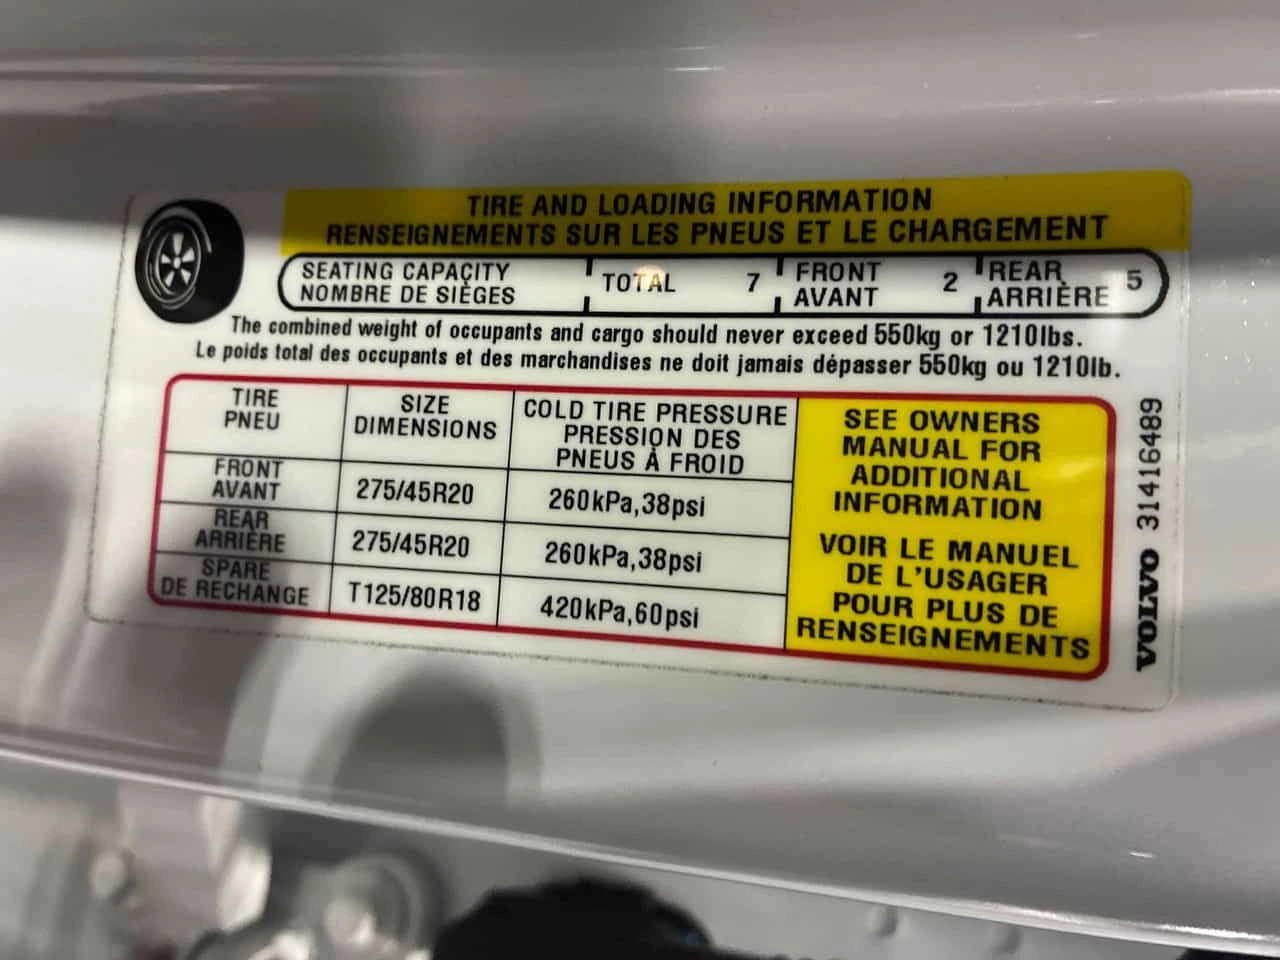 TIRE AND LOADING INFORMATION
RENSEIGNEMENTS SUR LES PNEUS ET LE CHARGEMENT
SEATING CAPACITY TOTAL 7 FRONT 2 REAR 5
NOMBRE DE SIÈGES AVANT ARRIÈRE
The combined weight of occupants and cargo should never exceed 550kg or 1210lbs.
Le poids total des occupants et des marchandises ne doit jamais dépasser 550kg ou 1210lb.
TIRE
PNEU
SIZE
DIMENSIONS
COLD TIRE PRESSURE
PRESSION DES
PNEUS À FROID
FRONT
AVANT
275/45R20
260kPa,38psi
REAR
ARRIÈRE
275/45R20
260kPa,38psi
SPARE
DE RECHANGE
T125/80R18
420kPa,60psi
SEE OWNERS
MANUAL FOR
ADDITIONAL
INFORMATION
VOIR LE MANUEL
DE L'USAGER
POUR PLUS DE
RENSEIGNEMENTS
VOLVO 31416489